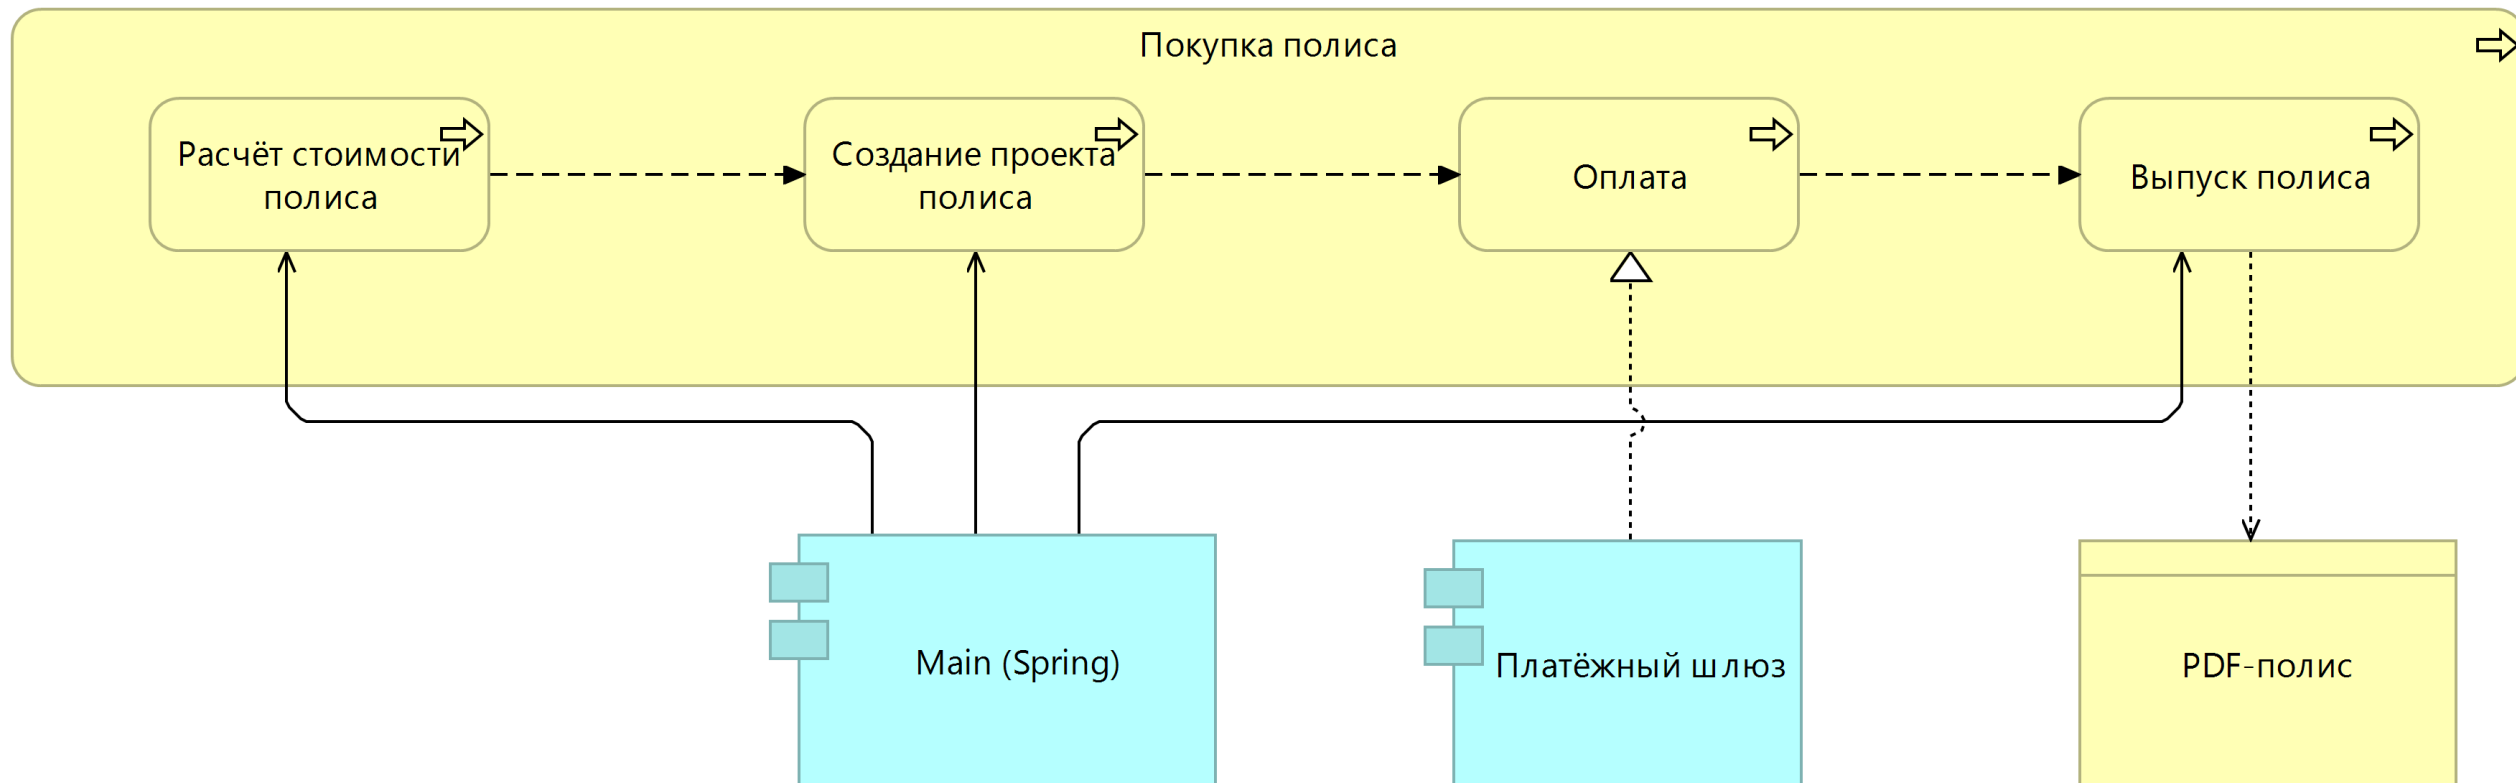 Покупка полиса
Расчёт стоимости
полиса
Создание проекта
полиса
Оплата
Выпуск полиса
Main (Spring)
Платёжный шлюз
PDF-полис